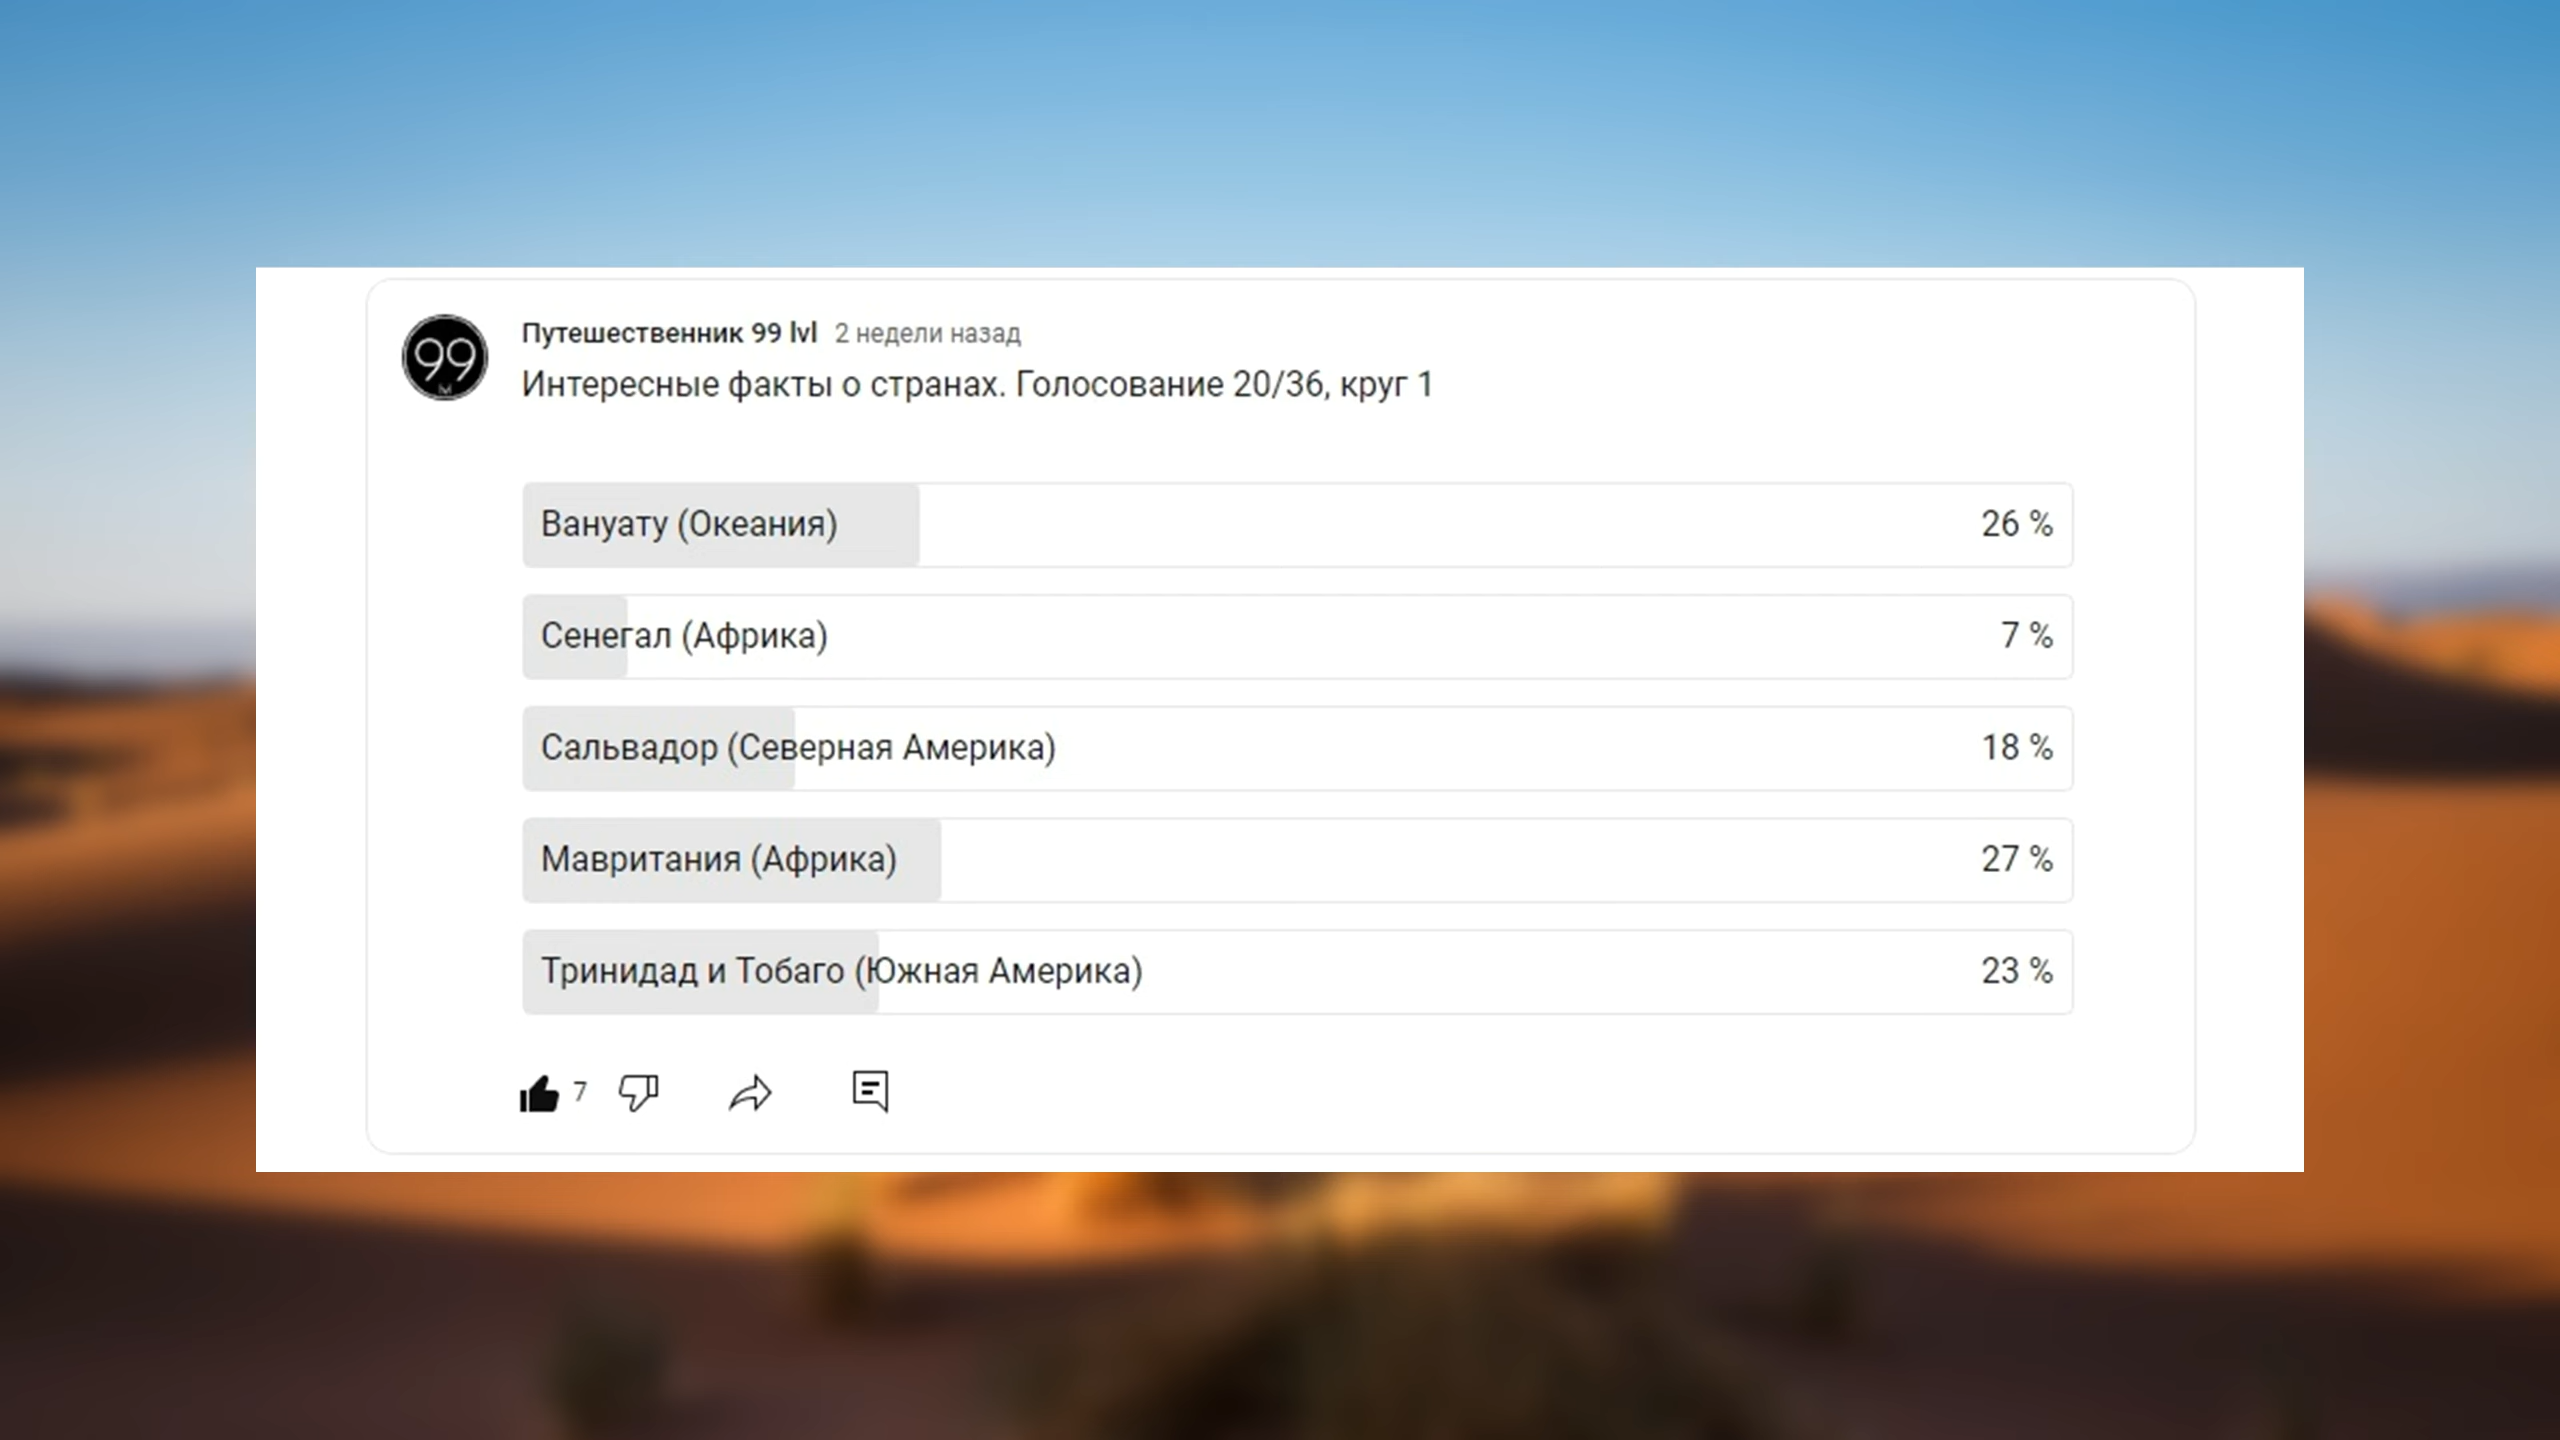 99
Путешественник 99 lvl 2 недели назад
Интересные факты о странах. Голосование 20/36, круг 1
Вануату (Океания) 26 %
Сенегал (Африка) 7 %
Сальвадор (Северная Америка) 18 %
Мавритания (Африка) 27 %
Тринидад и Тобаго (Южная Америка) 23 %
7